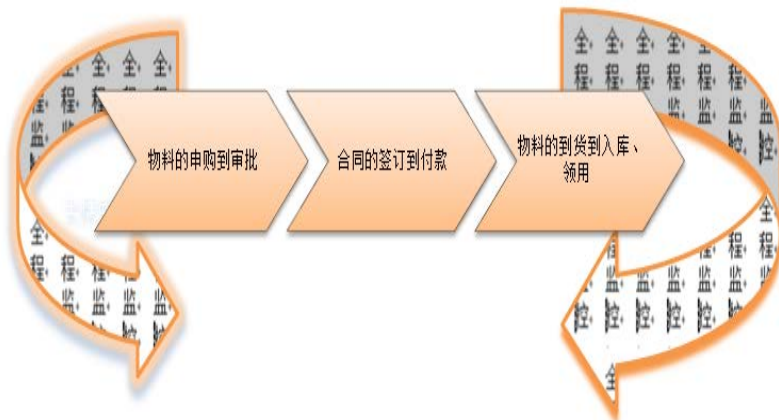 物料的申购到审批
合同的签订到付款
物料的到货到入库、
领用
全程监控
全程监控